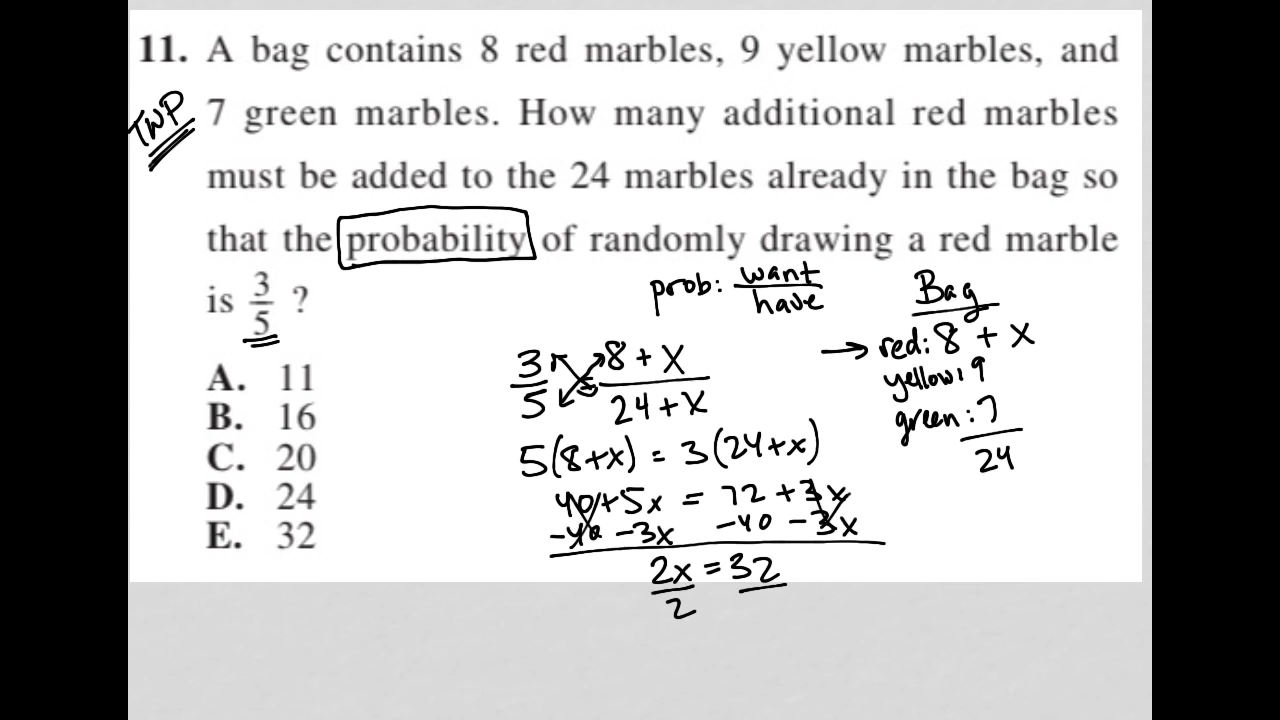 11. A bag contains 8 red marbles, 9 yellow marbles, and
TWP
7 green marbles. How many additional red marbles
must be added to the 24 marbles already in the bag so
that the probability of randomly drawing a red marble
is 3/5 ?
A. 11
B. 16
C. 20
D. 24
E. 32
prob: want/have
3/5 = 8 + x/24 + x
5(8+x) = 3(24+x)
40+5x = 72 + 3x
-40 -3x -40 - 3x
2x = 32
2
Bag
→ red: 8 + x
yellow: 9
green: 7
24